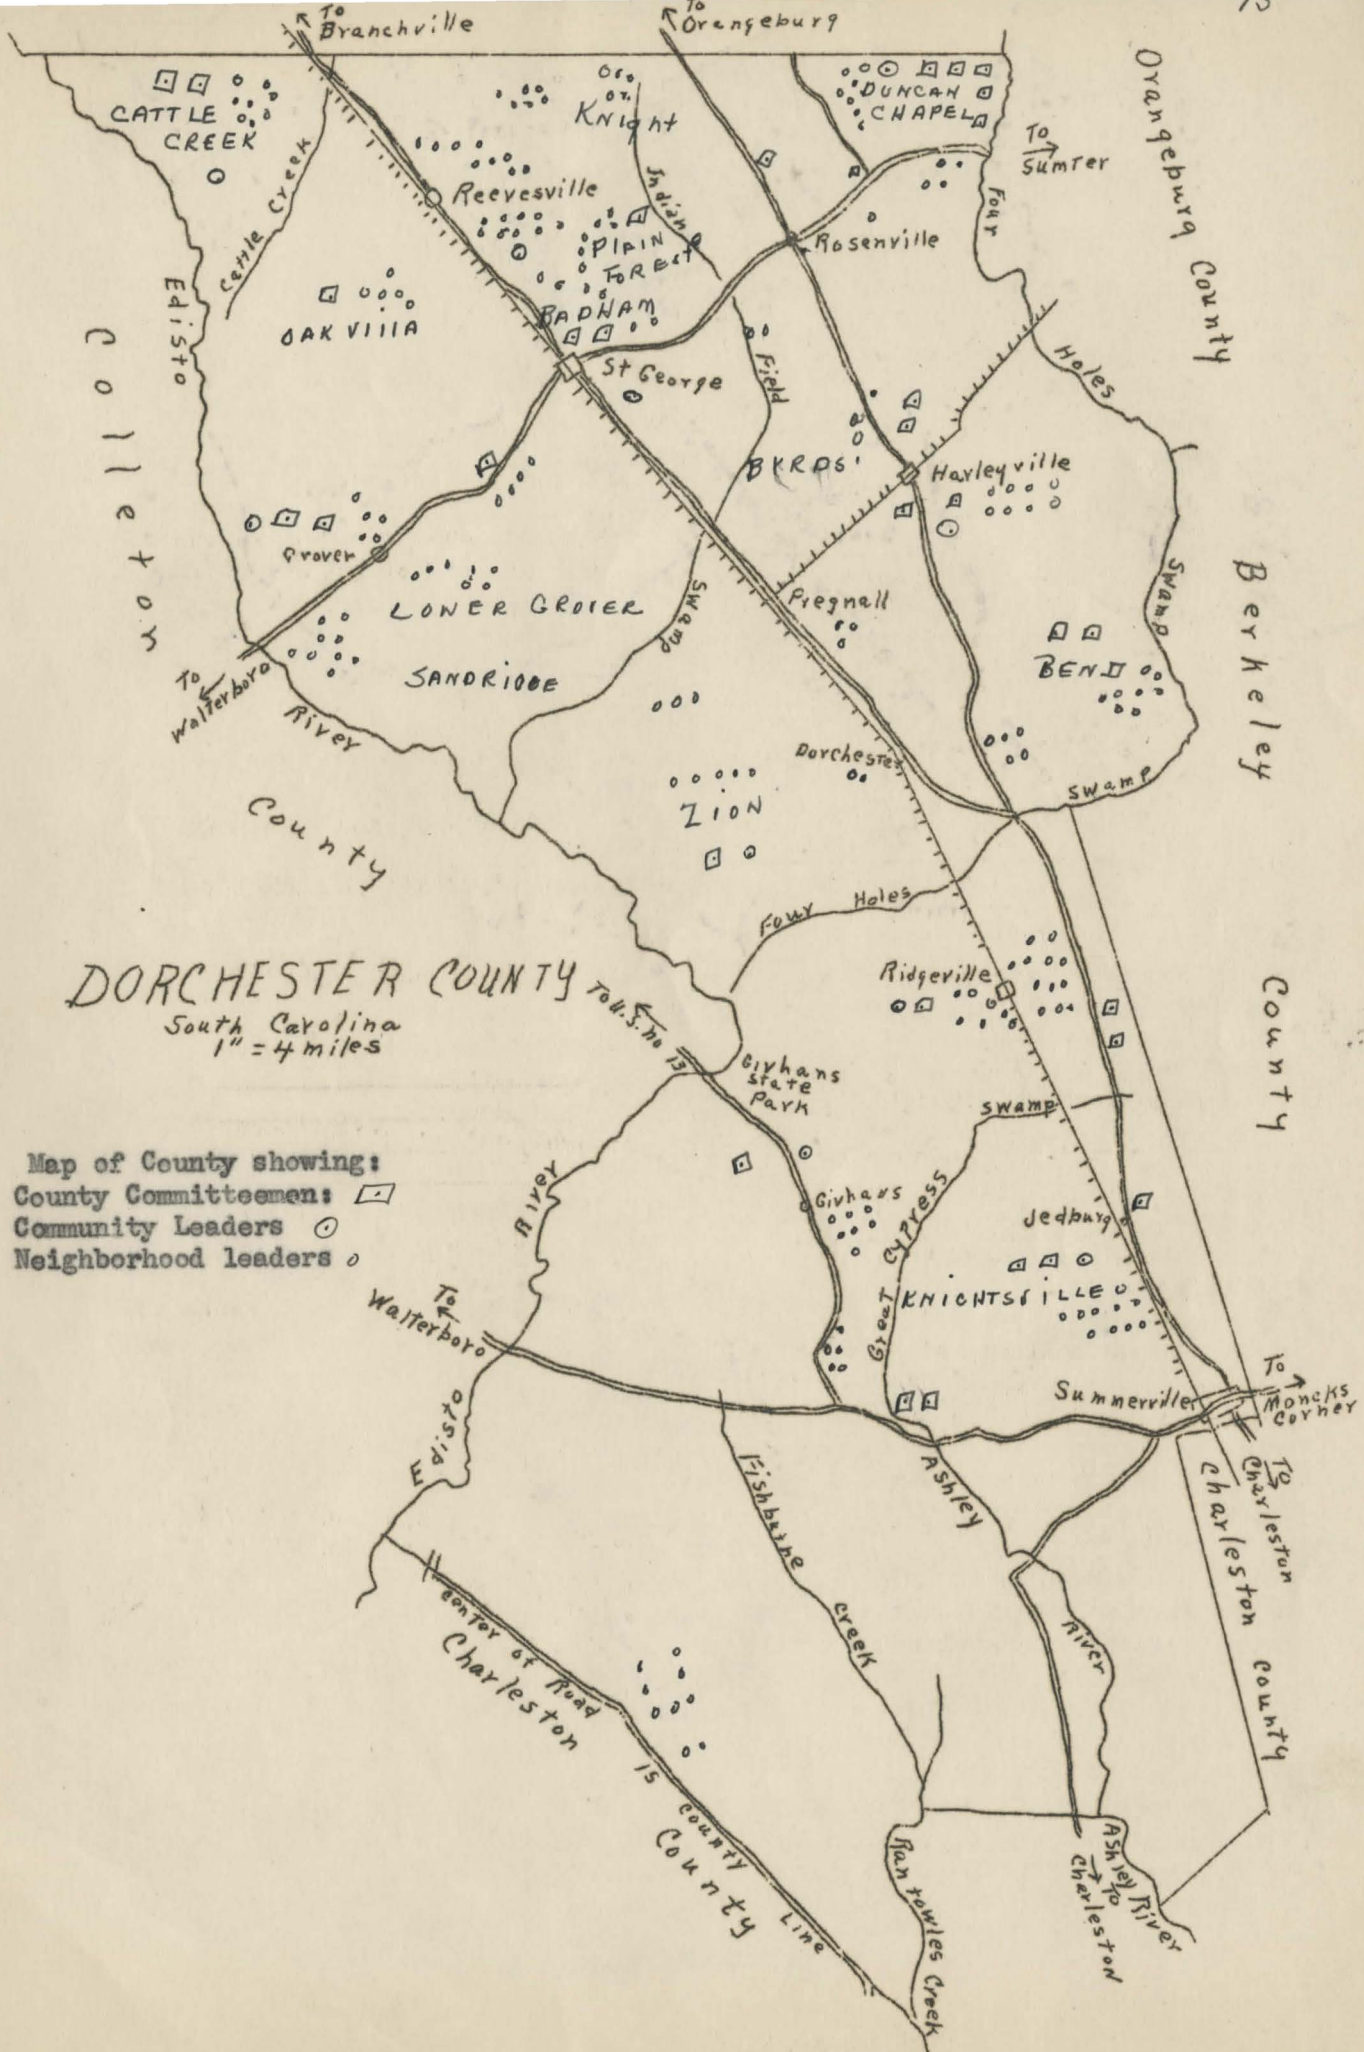 13
To
Branchville
To
Orangeburg
Orangeburg County
CATTLE
CREEK
Cattle Creek
Knight
DUNCAN
CHAPEL
To
Sumter
Reevesville
Indian
PLAIN
FOREST
Rosenville
Four
Edisto
OAK VIllA
BADHAM
St George
Field
Holes
Colleton
BYRDS
Harleyville
Grover
LOWER GROVER
Swamp
Pregnall
Swamp
Berkeley
SANDRIDGE
BEND
To
Walterboro
River
Dorchester
Swamp
ZION
County
Four Holes
DORCHESTER COUNTY
South Carolina
1" = 4 miles
To U.S. no 13
Ridgeville
County
Givhans
State
Park
Swamp
Map of County showing:
County Committeemen:
Community Leaders
Neighborhood leaders
River
Givhans
Great Cypress
Jedburg
KNIGHTSVILLE
To
Walterboro
Summerville
To
Moncks
Corner
Edisto
Fishburne Creek
Ashley
River
To
Charleston
Charleston County
Center of Road
is County Line
Charleston
County
Rantowles Creek
Ashley River
To
Charleston